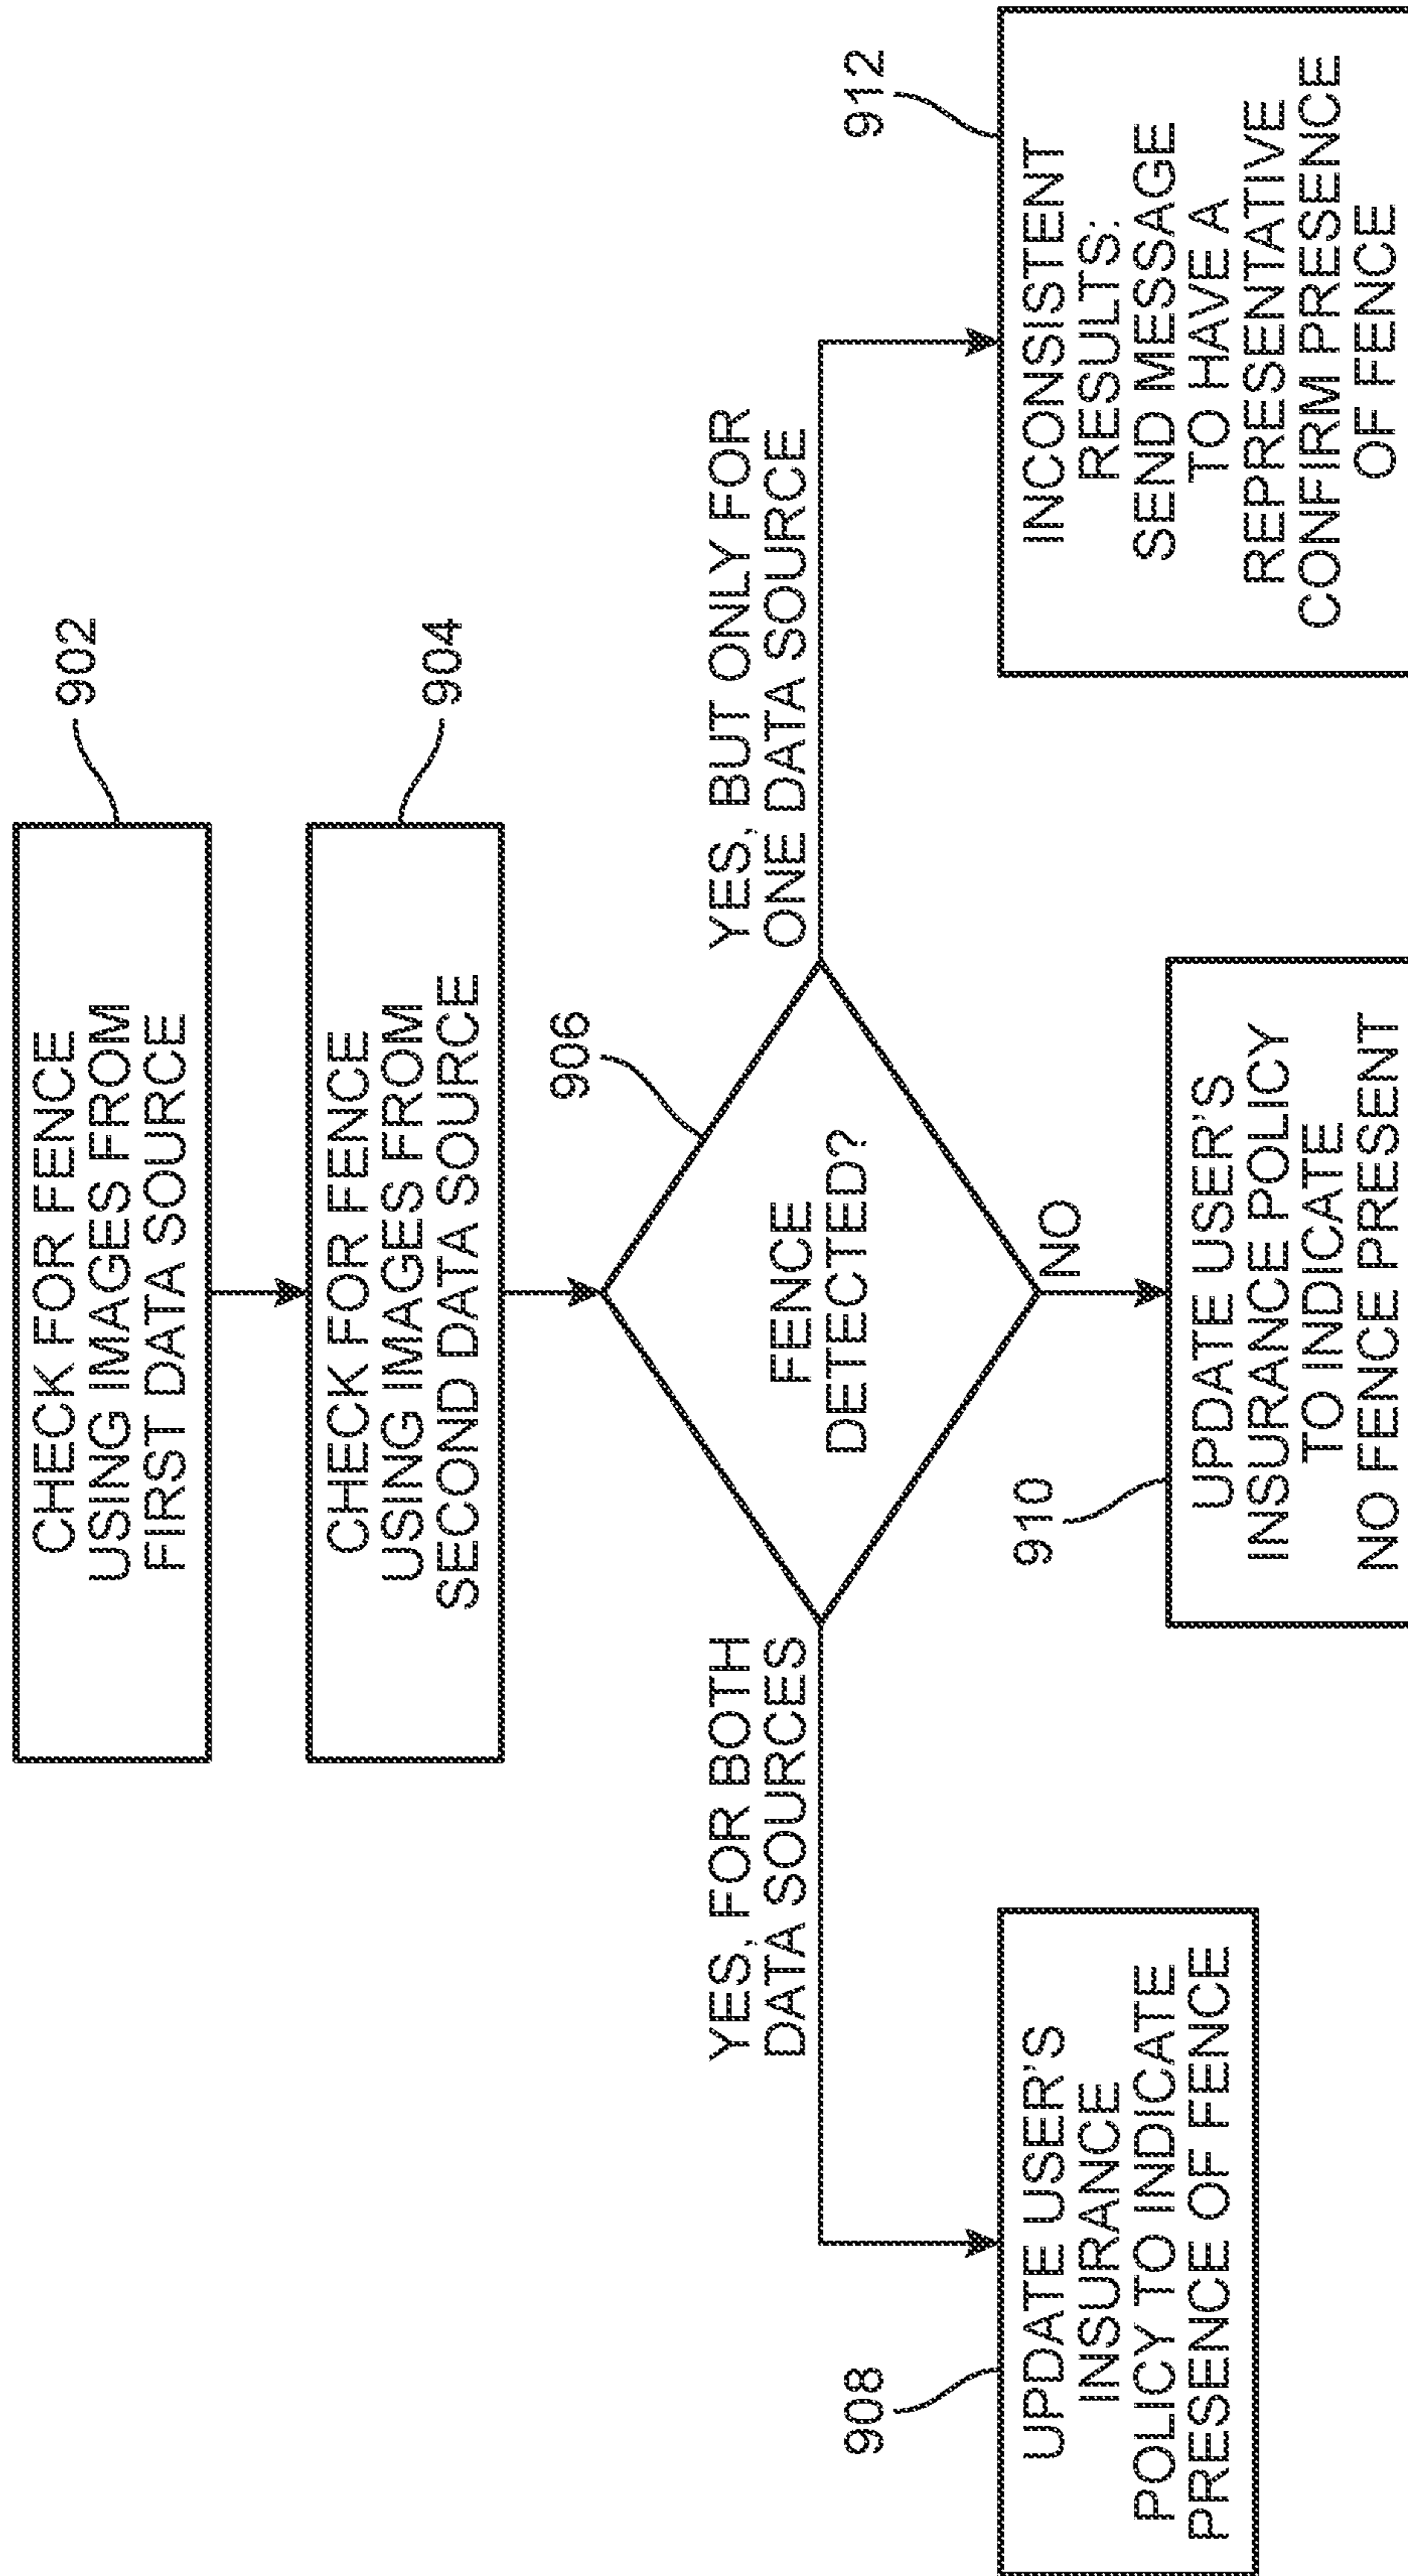 CHECK FOR FENCE
USING IMAGES FROM
FIRST DATA SOURCE
902
CHECK FOR FENCE
USING IMAGES FROM
SECOND DATA SOURCE
904
906
FENCE
DETECTED?
YES, FOR BOTH
DATA SOURCES
YES, BUT ONLY FOR
ONE DATA SOURCE
NO
908
UPDATE USER'S
INSURANCE
POLICY TO INDICATE
PRESENCE OF FENCE
910
UPDATE USER'S
INSURANCE POLICY
TO INDICATE
NO FENCE PRESENT
912
INCONSISTENT
RESULTS:
SEND MESSAGE
TO HAVE A
REPRESENTATIVE
CONFIRM PRESENCE
OF FENCE